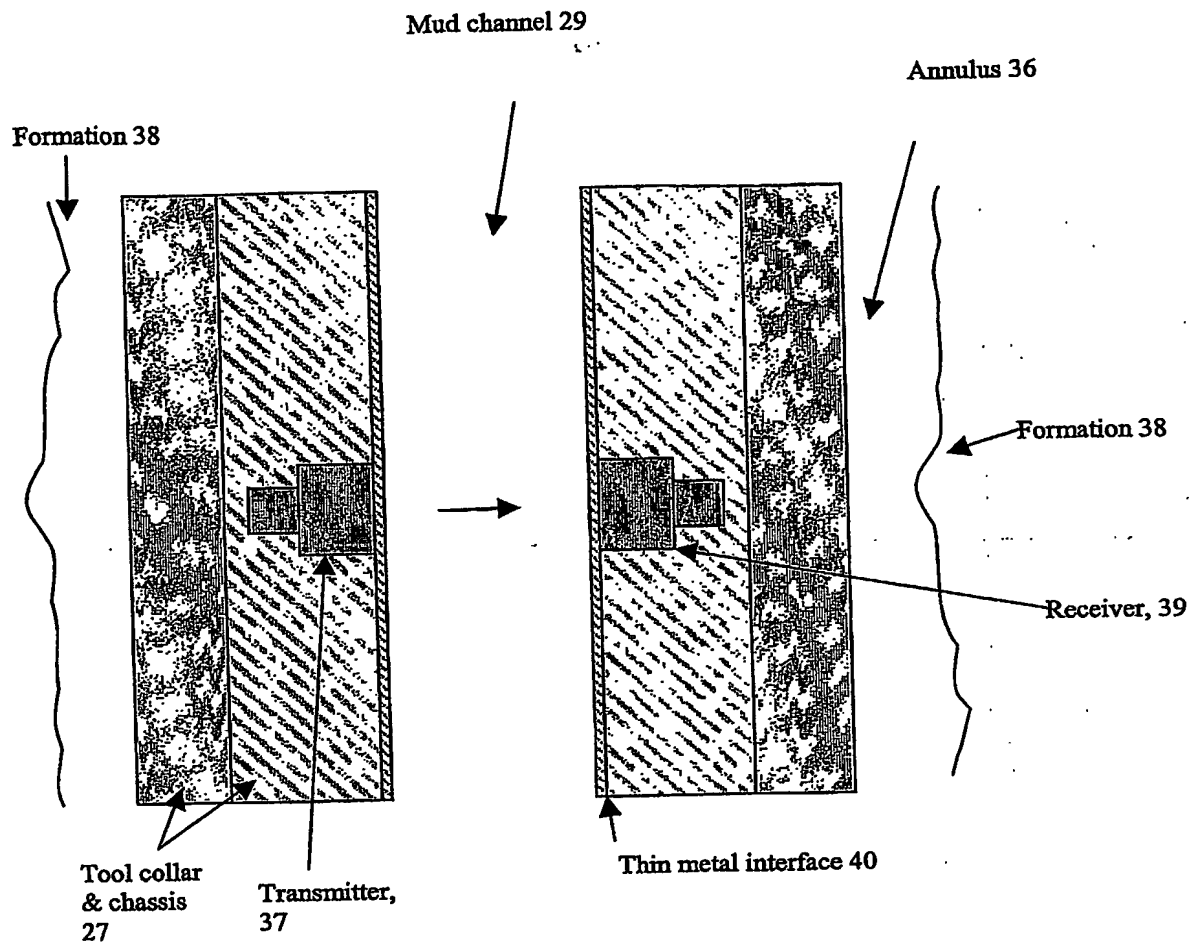 Mud channel 29
Annulus 36
Formation 38
Formation 38
Receiver, 39
Thin metal interface 40
Tool collar
& chassis
27
Transmitter,
37